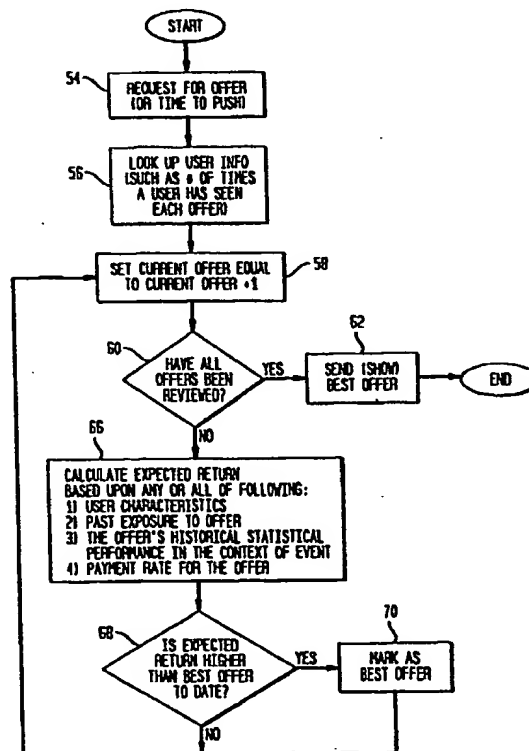 START
54
REQUEST FOR OFFER
(OR TIME TO PUSH)
56
LOOK UP USER INFO
(SUCH AS # OF TIMES
A USER HAS SEEN
EACH OFFER)
SET CURRENT OFFER EQUAL
TO CURRENT OFFER +1
58
60
HAVE ALL
OFFERS BEEN
REVIEWED?
YES
62
SEND (SHOW)
BEST OFFER
END
NO
66
CALCULATE EXPECTED RETURN
BASED UPON ANY OR ALL OF FOLLOWING:
1) USER CHARACTERISTICS
2) PAST EXPOSURE TO OFFER
3) THE OFFER'S HISTORICAL STATISTICAL
PERFORMANCE IN THE CONTEXT OF EVENT
4) PAYMENT RATE FOR THE OFFER
68
IS EXPECTED
RETURN HIGHER
THAN BEST OFFER
TO DATE?
YES
70
MARK AS
BEST OFFER
NO